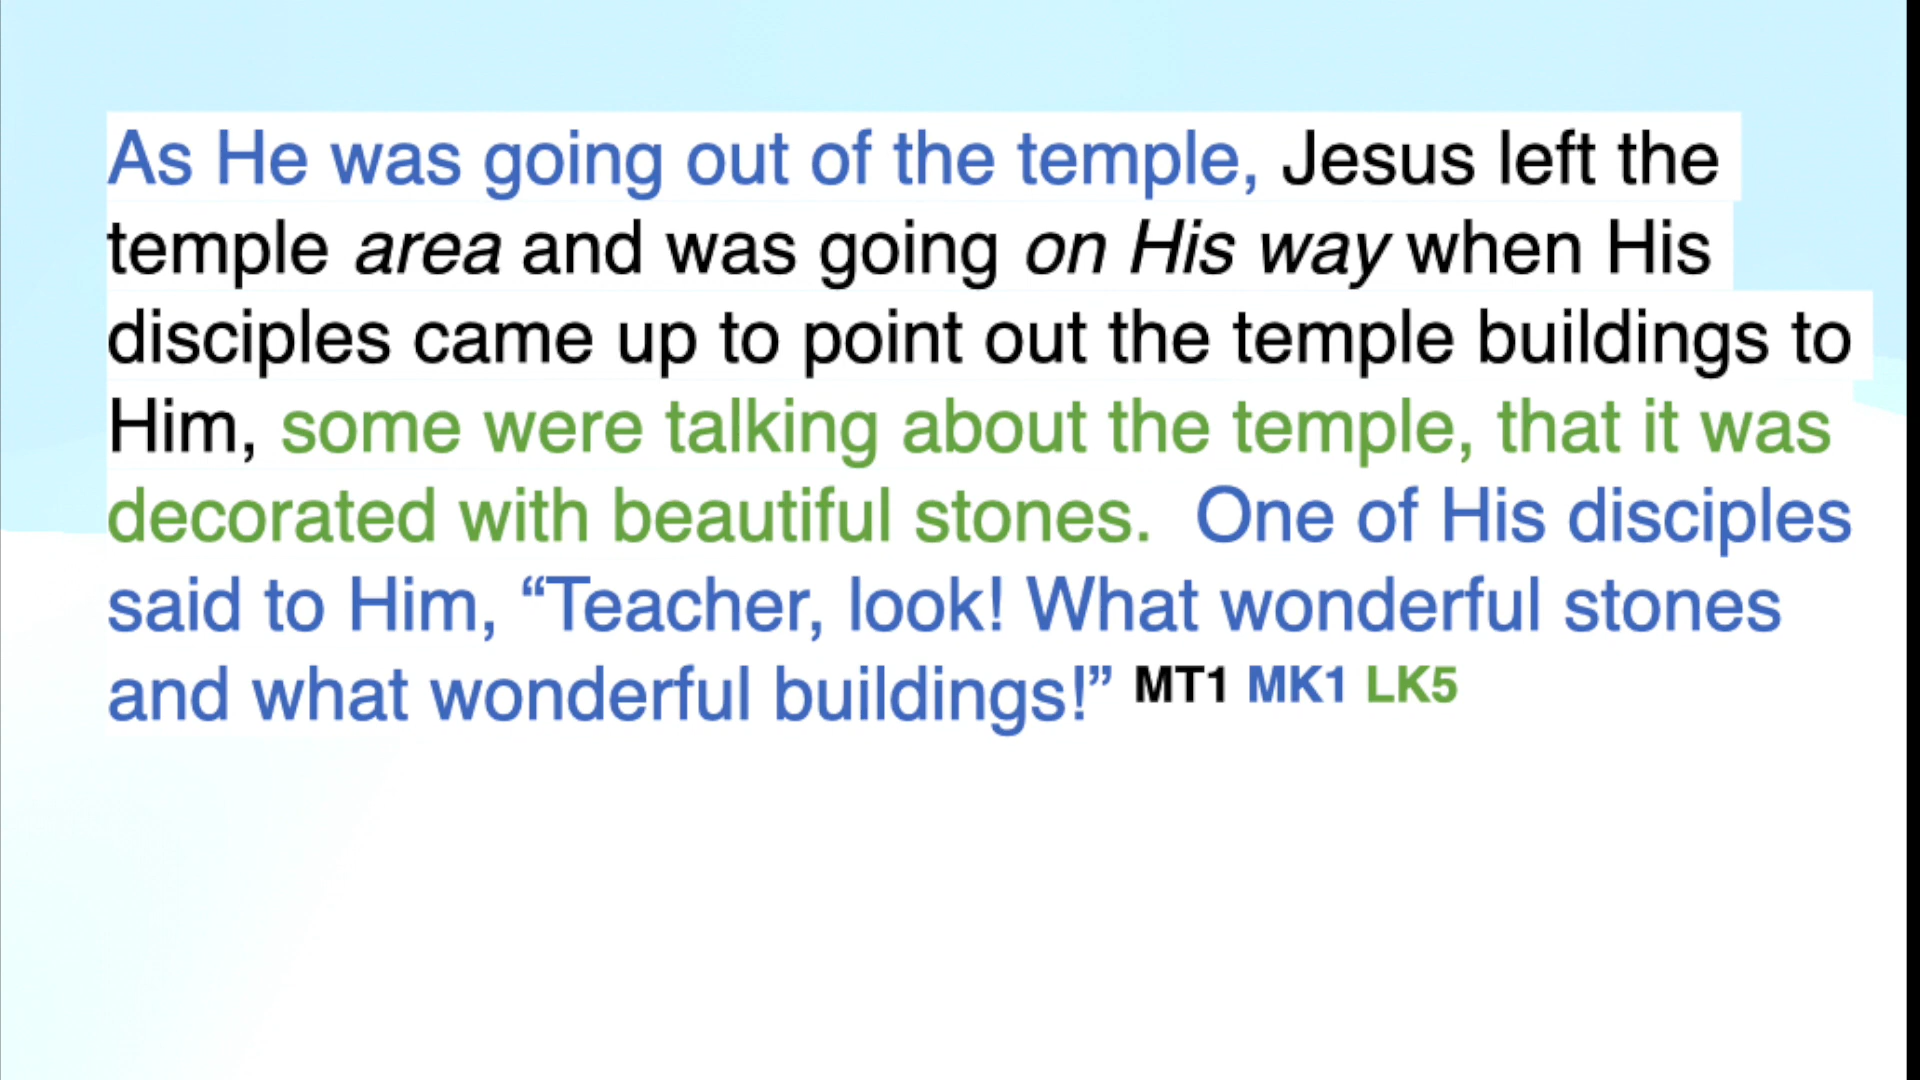 As He was going out of the temple, Jesus left the
temple area and was going on His way when His
disciples came up to point out the temple buildings to
Him, some were talking about the temple, that it was
decorated with beautiful stones.  One of His disciples
said to Him, “Teacher, look! What wonderful stones
and what wonderful buildings!” MT1 MK1 LK5